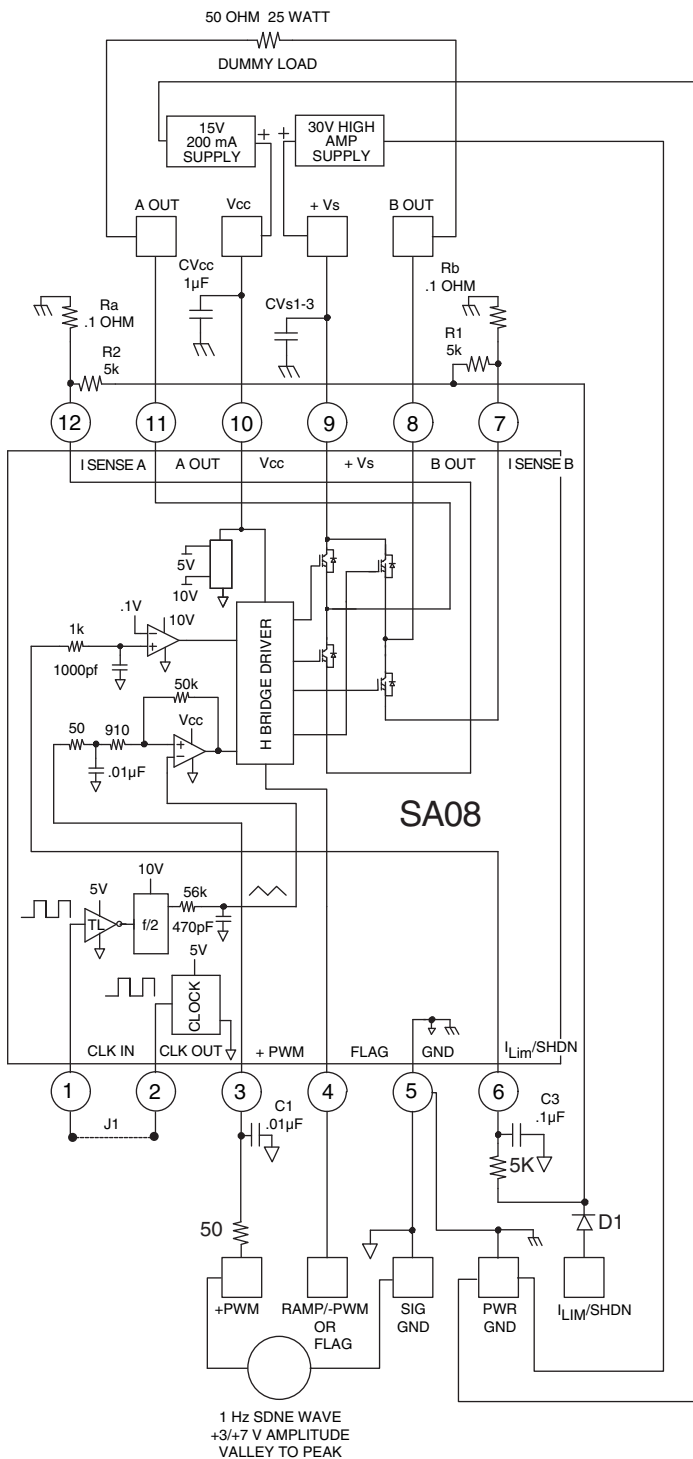 50 OHM  25 WATT
DUMMY LOAD
15V
200 mA
SUPPLY
+
+
30V HIGH
AMP
SUPPLY
A OUT
Vcc
+ Vs
B OUT
CVcc
1µF
CVs1-3
Ra
.1 OHM
Rb
.1 OHM
R2
5k
R1
5k
12
11
10
9
8
7
I SENSE A
A OUT
Vcc
+ Vs
B OUT
I SENSE B
5V
10V
.1V
10V
1k
1000pf
–
+
H BRIDGE DRIVER
50k
50
910
Vcc
+
–
.01µF
SA08
10V
5V
TL
f/2
56k
470pF
5V
CLOCK
CLK IN
CLK OUT
+ PWM
FLAG
GND
ILim/SHDN
1
2
3
4
5
6
J1
C1
.01µF
C3
.1µF
5K
50
D1
+PWM
RAMP/-PWM
OR
FLAG
SIG
GND
PWR
GND
ILIM/SHDN
1 Hz SDNE WAVE
+3/+7 V AMPLITUDE
VALLEY TO PEAK